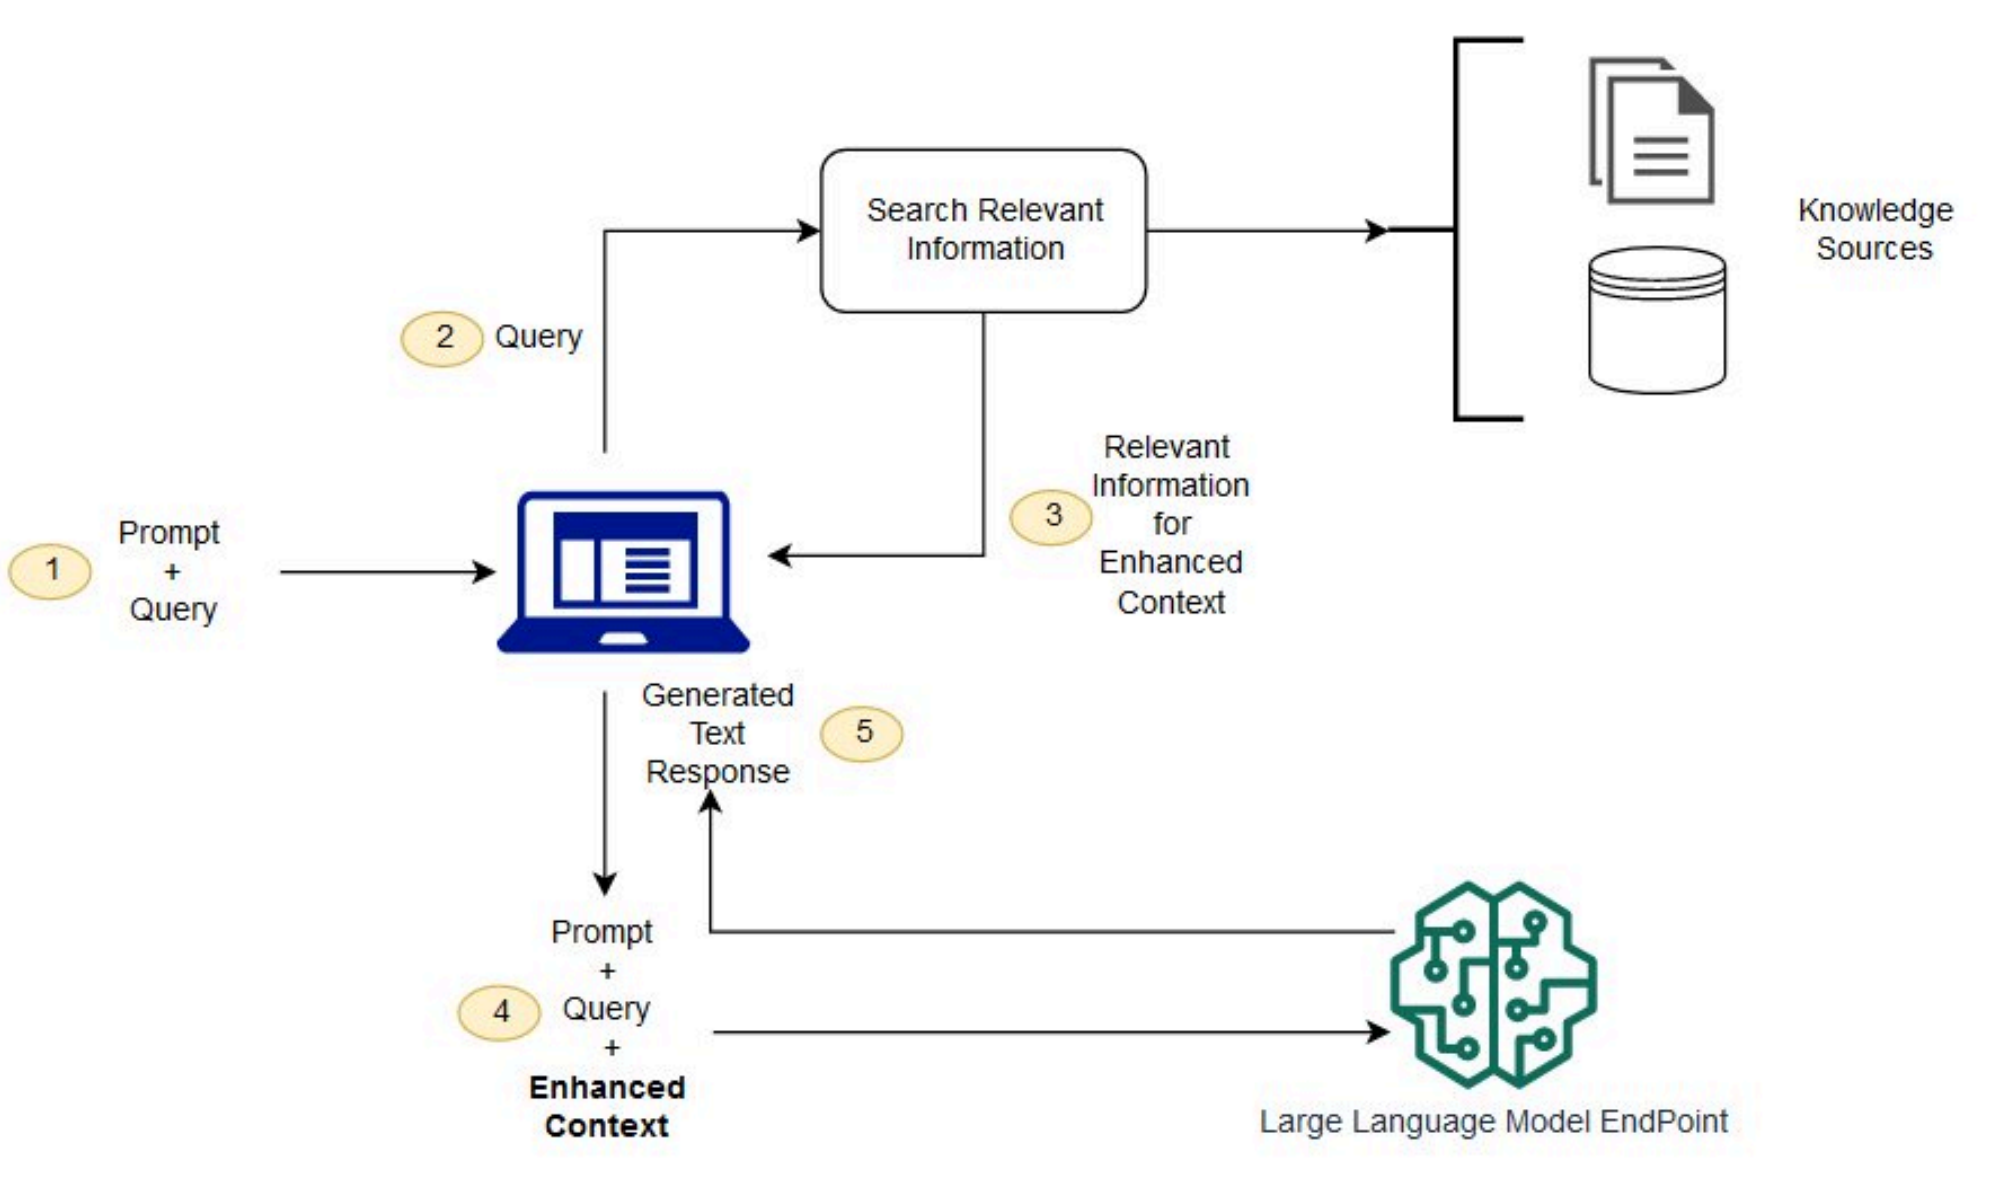 Search Relevant
Information
Knowledge
Sources
2 Query
Relevant
Information
for
Enhanced
Context
3
1
Prompt
+
Query
Generated
Text
Response
5
Prompt
+
Query
+
Enhanced
Context
4
Large Language Model EndPoint